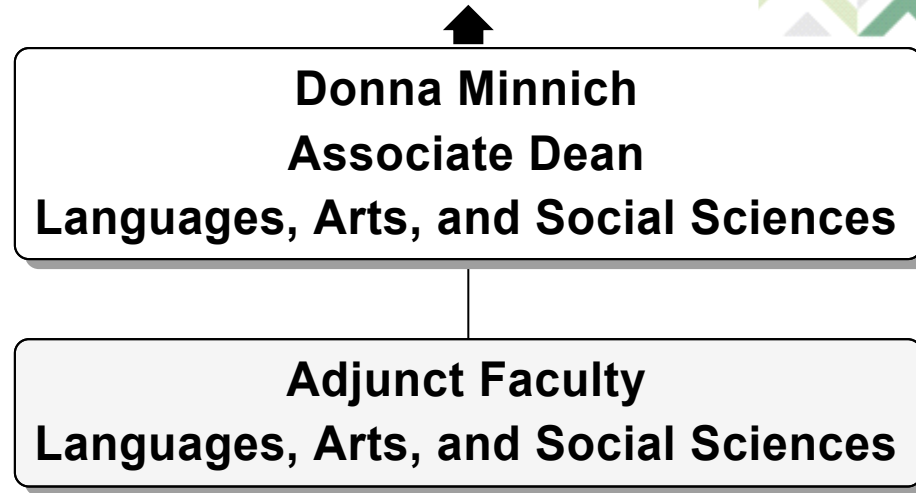 Donna Minnich
Associate Dean
Languages, Arts, and Social Sciences
Adjunct Faculty
Languages, Arts, and Social Sciences